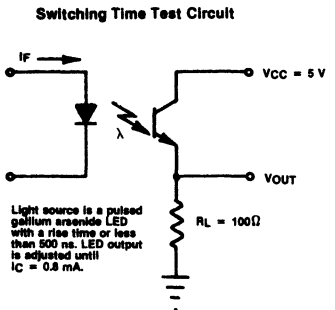 Switching Time Test Circuit
IF
VCC = 5 V
λ
VOUT
Light source is a pulsed
gallium arsenide LED
with a rise time or less
than 500 ns. LED output
is adjusted until
IC = 0.8 mA.
RL = 100Ω